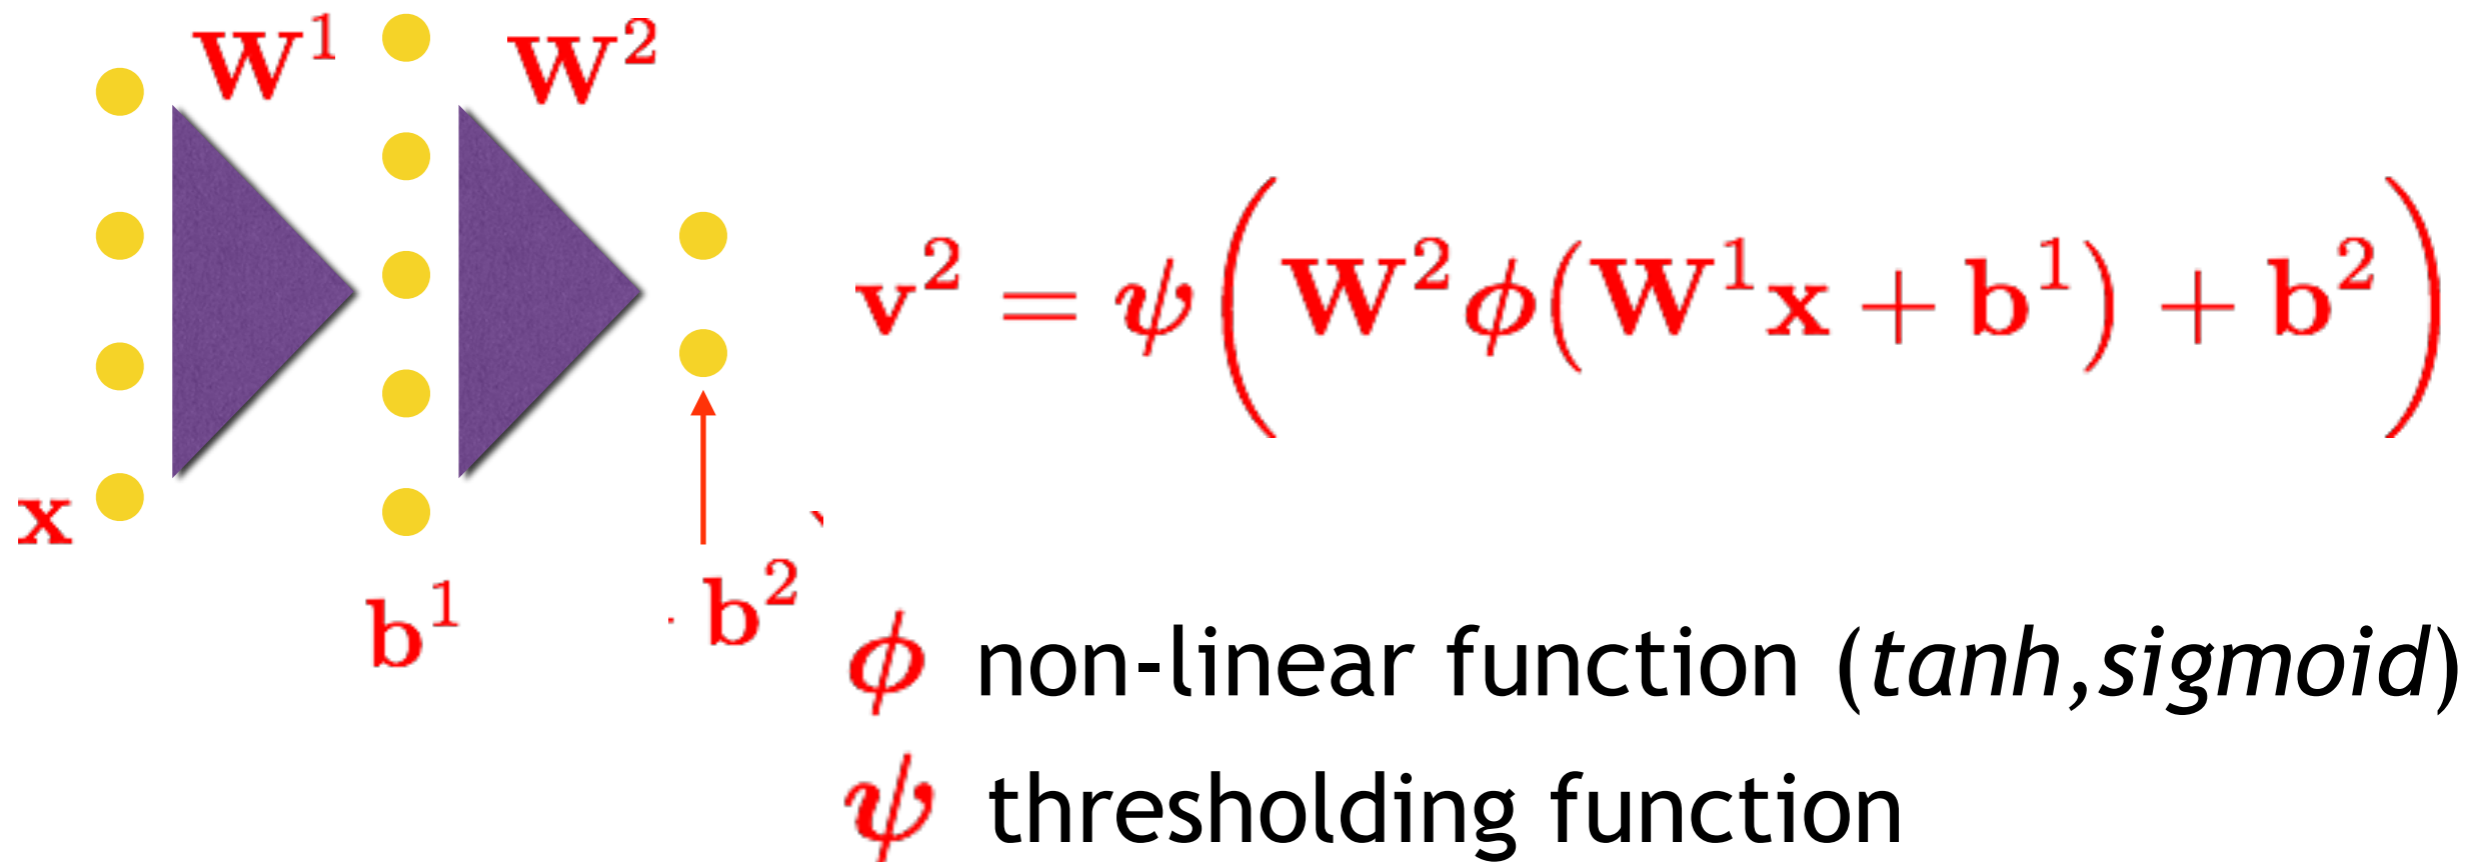 W¹ W²
v² = ψ(W²ϕ(W¹x + b¹) + b²)
x
b¹ b²
ϕ non-linear function (tanh,sigmoid)
ψ thresholding function